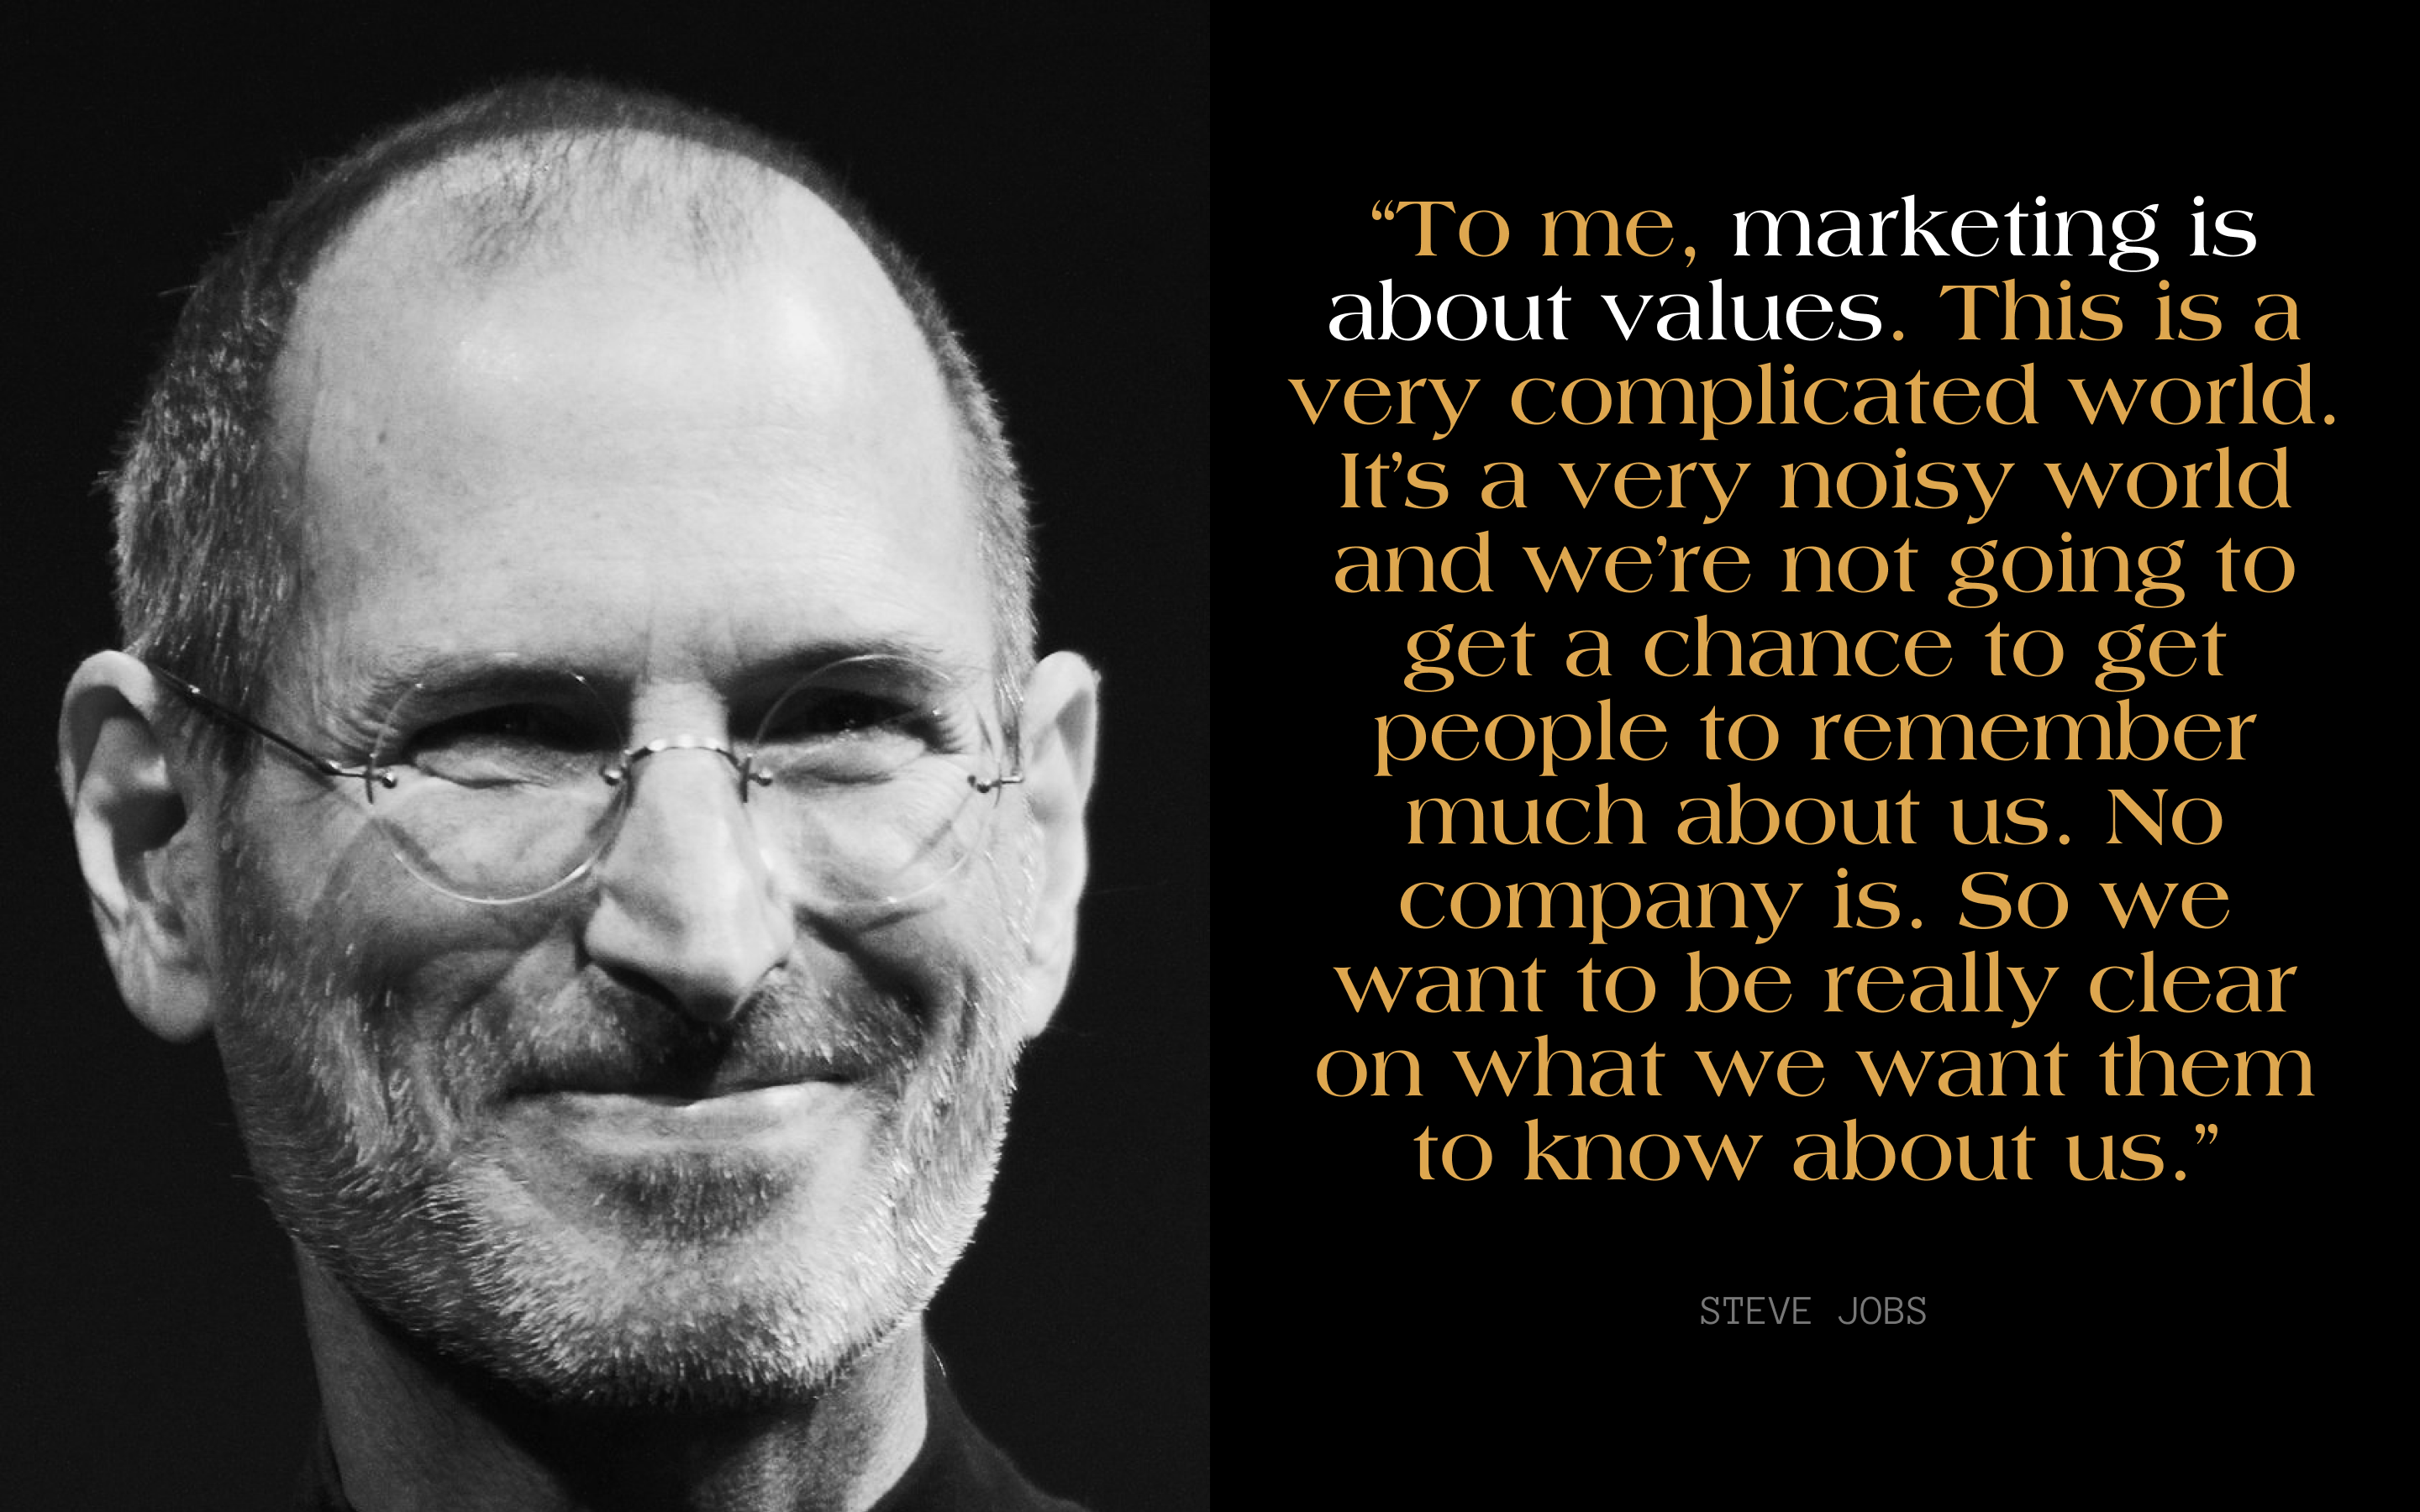 “To me, marketing is
about values. This is a
very complicated world.
It’s a very noisy world
and we’re not going to
get a chance to get
people to remember
much about us. No
company is. So we
want to be really clear
on what we want them
to know about us.”
STEVE JOBS